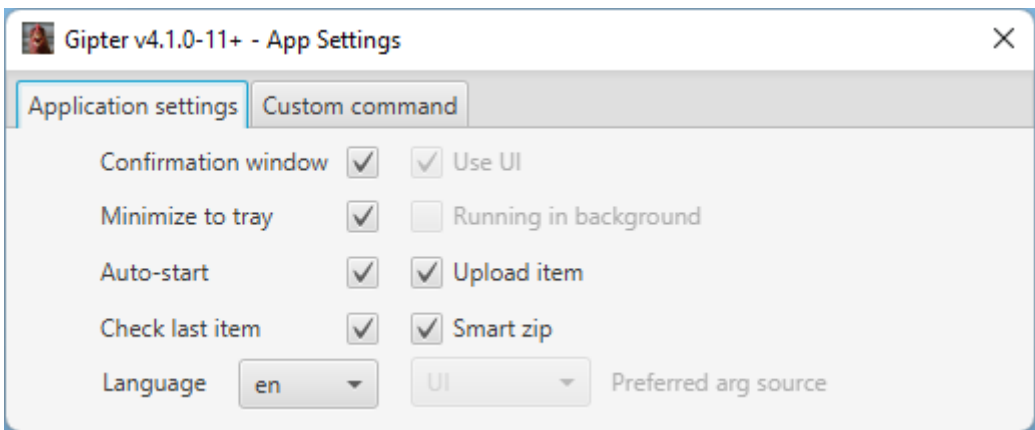 Gipter v4.1.0-11+ - App Settings
Application settings Custom command
Confirmation window Use UI
Minimize to tray Running in background
Auto-start Upload item
Check last item Smart zip
Language en UI Preferred arg source